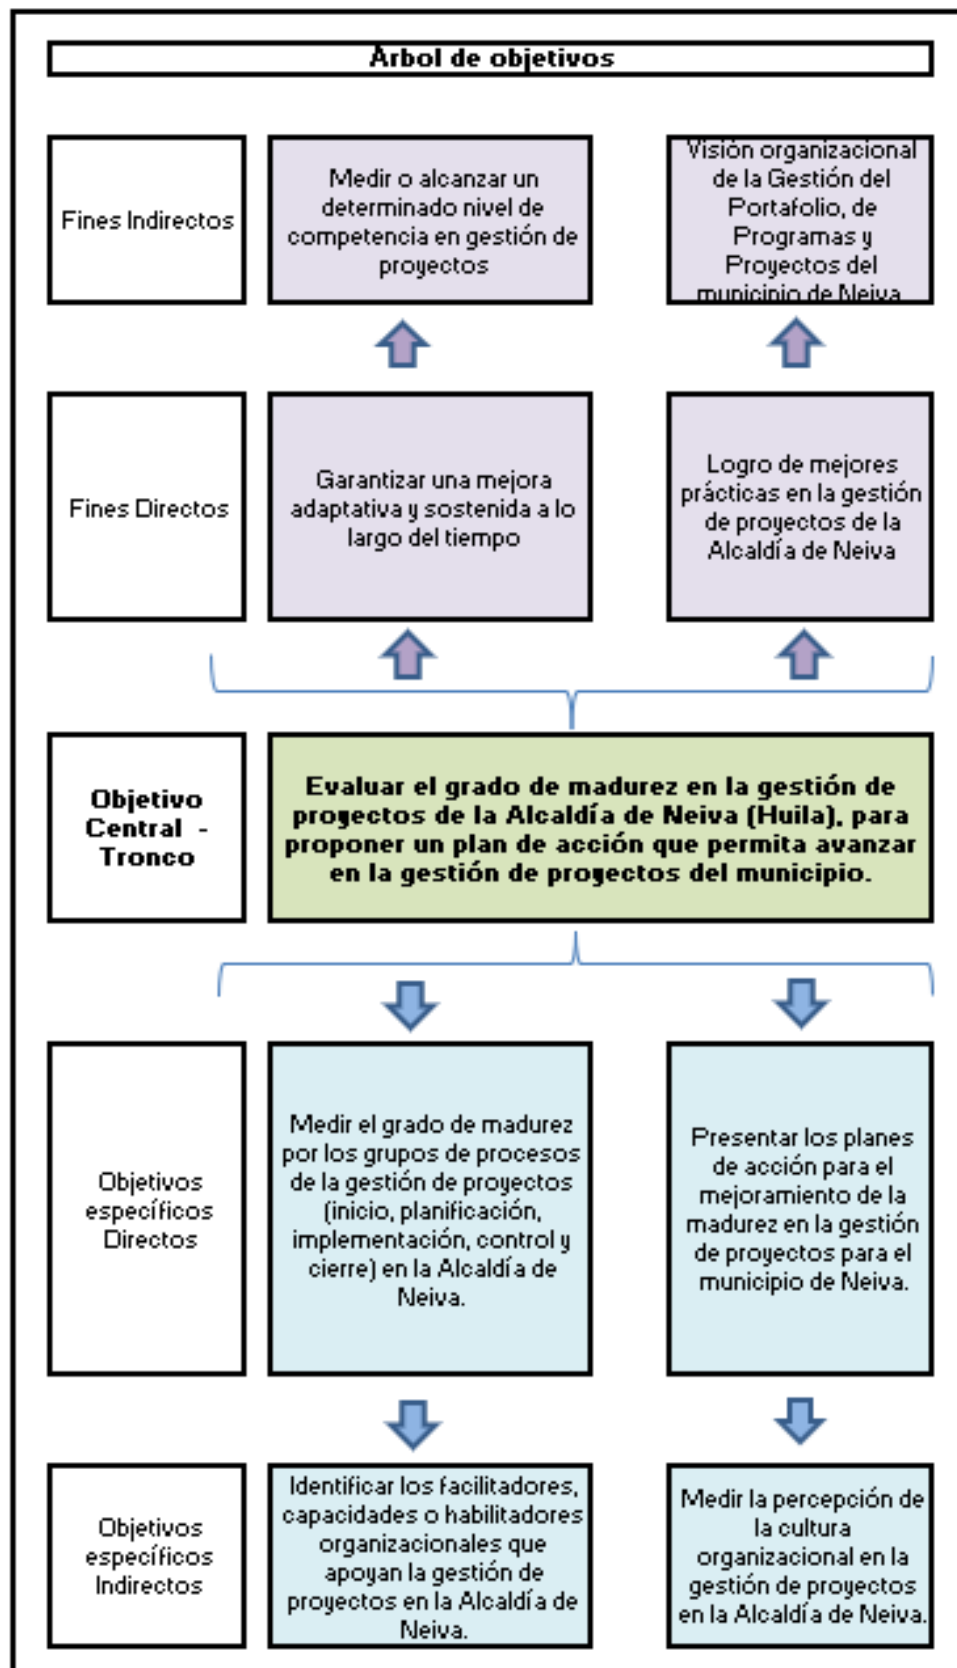 Árbol de objetivos
Fines Indirectos
Medir o alcanzar un
determinado nivel de
competencia en gestión de
proyectos
Visión organizacional
de la Gestión del
Portafolio, de
Programas y
Proyectos del
municipio de Neiva
Fines Directos
Garantizar una mejora
adaptativa y sostenida a lo
largo del tiempo
Logro de mejores
prácticas en la gestión
de proyectos de la
Alcaldía de Neiva
Objetivo
Central -
Tronco
Evaluar el grado de madurez en la gestión de
proyectos de la Alcaldía de Neiva (Huila), para
proponer un plan de acción que permita avanzar
en la gestión de proyectos del municipio.
Objetivos
específicos
Directos
Medir el grado de madurez
por los grupos de procesos
de la gestión de proyectos
(inicio, planificación,
implementación, control y
cierre) en la Alcaldía de
Neiva.
Presentar los planes
de acción para el
mejoramiento de la
madurez en la gestión
de proyectos para el
municipio de Neiva.
Objetivos
específicos
Indirectos
Identificar los facilitadores,
capacidades o habilitadores
organizacionales que
apoyan la gestión de
proyectos en la Alcaldía de
Neiva.
Medir la percepción de
la cultura
organizacional en la
gestión de proyectos
en la Alcaldía de Neiva.